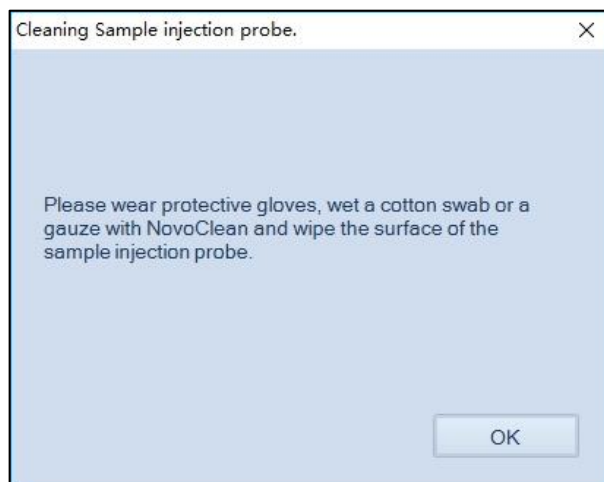 Cleaning Sample injection probe.
Please wear protective gloves, wet a cotton swab or a
gauze with NovoClean and wipe the surface of the
sample injection probe.
OK